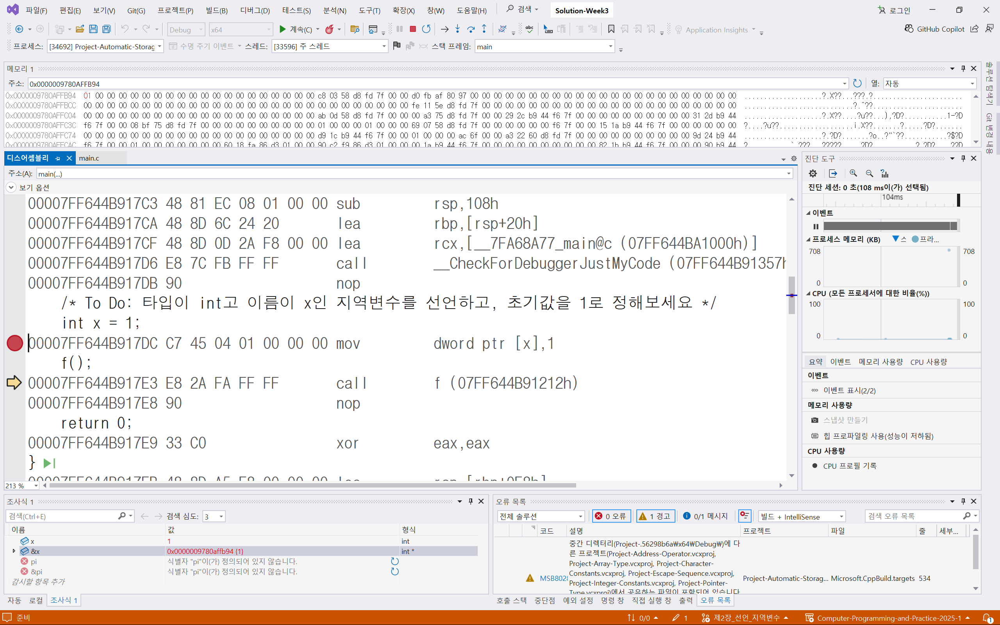 파일(F) 편집(E) 보기(V) Git(G) 프로젝트(P) 빌드(B) 디버그(D) 테스트(S) 분석(N) 도구(T) 확장(X) 창(W) 도움말(H) 검색 Solution-Week3 로그인
Debug x64 계속(C) Application Insights GitHub Copilot
프로세스: [34692] Project-Automatic-Storag 수명 주기 이벤트 스레드: [33596] 주 스레드 스택 프레임: main
메모리 1
주소: 0x0000009780AFFB94 열: 자동
0x0000009780AFFB94 01 00 00 00 00 00 00 00 00 00 00 00 00 00 00 00 00 00 00 00 c8 03 58 d8 fd 7f 00 00 d0 fb af 80 97 00 00 00 00 00 00 00 00 00 00 00 00 00 00 00 00 00 00 00 00 00 00 00
0x0000009780AFFBCC 00 00 00 00 00 00 00 00 00 00 00 00 00 00 00 00 00 00 00 00 00 00 00 00 00 00 00 00 fe 11 5e d8 fd 7f 00 00 00 00 00 00 00 00 00 00 00 00 00 00 00 00 00 00 00 00 00 00
0x0000009780AFFC04 00 00 00 00 00 00 00 00 00 00 00 00 00 00 00 00 00 00 00 00 ab 0d 58 d8 fd 7f 00 00 00 a3 75 d8 fd 7f 00 00 29 2c b9 44 f6 7f 00 00 00 00 00 00 00 00 00 00 31 2d b9 44
0x0000009780AFFC3C f6 7f 00 00 08 bf 75 d8 fd 7f 00 00 00 00 00 00 00 00 00 00 01 00 00 00 01 00 00 00 69 07 58 d8 fd 7f 00 00 00 00 00 00 f6 7f 00 00 15 1a b9 44 f6 7f 00 00 00 00 00 00
0x0000009780AFFC74 00 00 00 00 00 00 00 00 00 00 00 00 00 00 00 00 00 00 00 00 d9 1c b9 44 f6 7f 00 00 01 00 00 00 ac 6f 00 00 a3 22 60 d8 fd 7f 00 00 00 00 00 00 00 00 00 00 9d 24 b9 44
0x0000009780AFFCAC f6 7f 00 00 01 00 00 00 00 00 00 00 60 18 fa 86 d3 01 00 00 90 c2 f9 86 d3 01 00 00 1a b9 44 f6 7f 00 00 00 00 00 00 00 00 00 00 82 1b b9 44 f6 7f 00 00 00 00 90 b9 44
솔루션 탐색기 Git 변경 내용
디스어셈블리 main.c
주소(A): main(...)
보기 옵션
00007FF644B917C3 48 81 EC 08 01 00 00 sub rsp,108h
00007FF644B917CA 48 8D 6C 24 20 lea rbp,[rsp+20h]
00007FF644B917CF 48 8D 0D 2A F8 00 00 lea rcx,[__7FA68A77_main@c (07FF644BA1000h)]
00007FF644B917D6 E8 7C FB FF FF call __CheckForDebuggerJustMyCode (07FF644B91357h
00007FF644B917DB 90 nop
/* To Do: 타입이 int고 이름이 x인 지역변수를 선언하고, 초기값을 1로 정해보세요 */
int x = 1;
00007FF644B917DC C7 45 04 01 00 00 00 mov dword ptr [x],1
f();
00007FF644B917E3 E8 2A FA FF FF call f (07FF644B91212h)
00007FF644B917E8 90 nop
return 0;
00007FF644B917E9 33 C0 xor eax,eax
}
213 %
진단 도구
진단 세션: 0 초(108 ms이(가) 선택됨)
104ms
이벤트
프로세스 메모리 (KB) 스 프라...
708 708
0 0
CPU (모든 프로세서에 대한 비율(%))
100 100
0 0
요약 이벤트 메모리 사용량 CPU 사용량
이벤트
이벤트 표시(2/2)
메모리 사용량
스냅샷 만들기
힙 프로파일링 사용(성능이 저하됨)
CPU 사용량
CPU 프로필 기록
조사식 1
검색(Ctrl+E) 검색 심도: 3
이름 값 형식
x 1 int
&x 0x0000009780affb94 {1} int *
pi 식별자 "pi"이(가) 정의되어 있지 않습니다.
&pi 식별자 "pi"이(가) 정의되어 있지 않습니다.
감시할 항목 추가
자동 로컬 조사식 1
오류 목록
전체 솔루션 0 오류 1 경고 0/1 메시지 빌드 + IntelliSense 검색 오류 목록
코드 설명 프로젝트 파일 줄 세부...
중간 디렉터리(Project-.56298b6a₩x64₩Debug₩)에 다
른 프로젝트(Project-Address-Operator.vcxproj,
Project-Array-Type.vcxproj, Project-Character-
Constants.vcxproj, Project-Escape-Sequence.vcxproj,
MSB8028 Project-Automatic-Storag... Microsoft.CppBuild.targets 534
Project-Integer-Constants.vcxproj, Project-Pointer-
Type.vcxproj)에서 공유하는 파일이 포함되어 있습니다
호출 스택 중단점 예외 설정 명령 창 직접 실행 창 출력 오류 목록
준비 0/0 1 제2장_선언_지역변수 Computer-Programming-and-Practice-2025-1 1